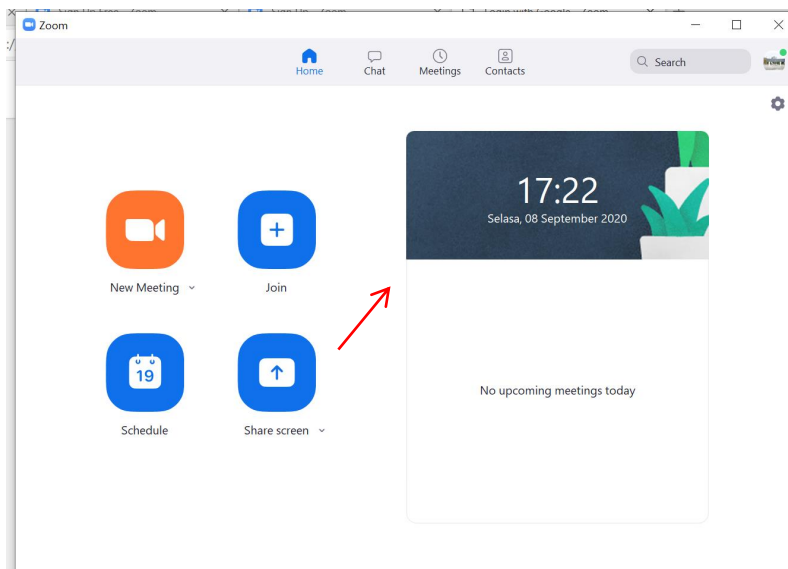 Zoom
Home
Chat
Meetings
Contacts
Search
17:22
Selasa, 08 September 2020
New Meeting
Join
19
Schedule
Share screen
No upcoming meetings today